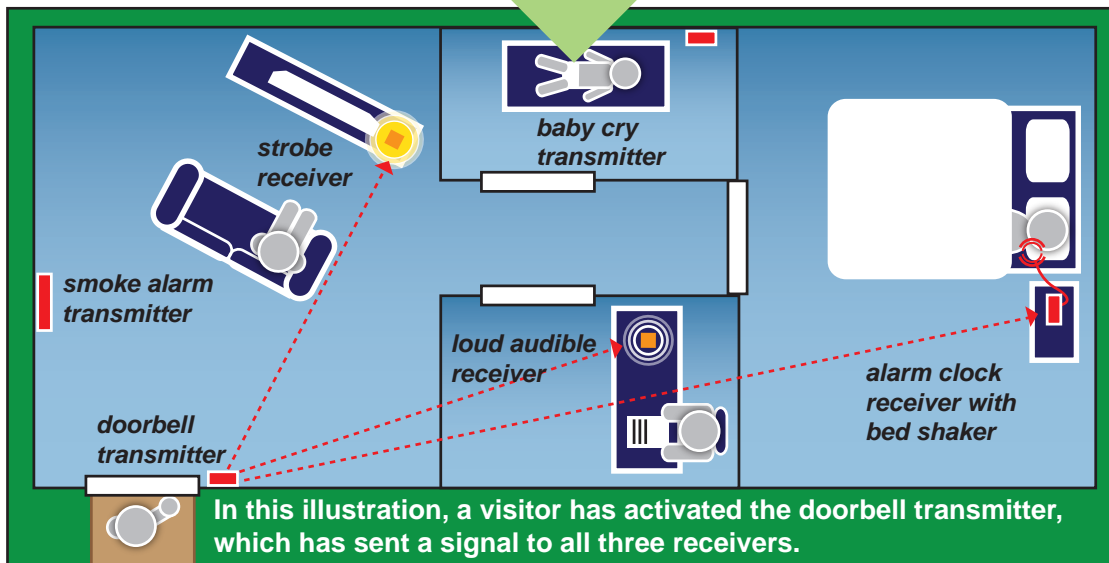 baby cry
transmitter
strobe
receiver
smoke alarm
transmitter
loud audible
receiver
alarm clock
receiver with
bed shaker
doorbell
transmitter
In this illustration, a visitor has activated the doorbell transmitter,
which has sent a signal to all three receivers.